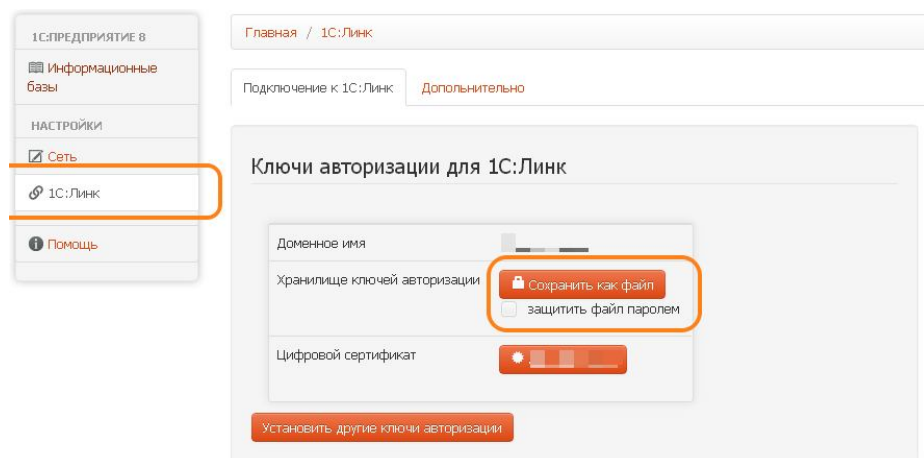 1С:ПРЕДПРИЯТИЕ 8
Информационные
базы
НАСТРОЙКИ
Сеть
1С:Линк
Помощь
Главная / 1С:Линк
Подключение к 1С:Линк
Допольнительно
Ключи авторизации для 1С:Линк
Доменное имя
Хранилище ключей авторизации
Сохранить как файл
защитить файл паролем
Цифровой сертификат
Установить другие ключи авторизации